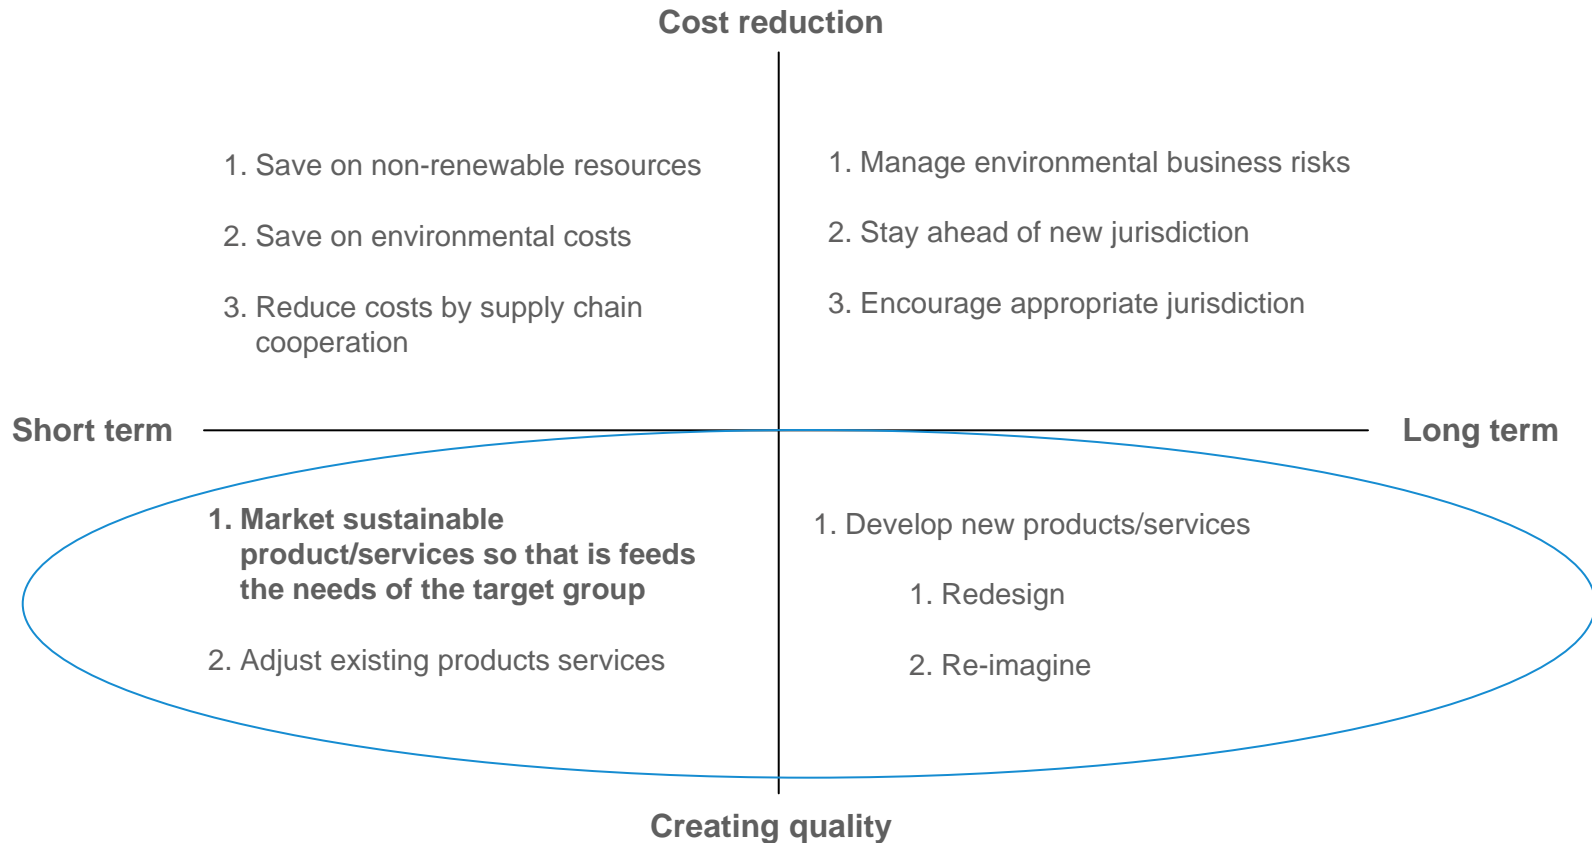 Cost reduction
1. Save on non-renewable resources
2. Save on environmental costs
3. Reduce costs by supply chain
cooperation
1. Manage environmental business risks
2. Stay ahead of new jurisdiction
3. Encourage appropriate jurisdiction
Short term
Long term
1. Market sustainable
product/services so that is feeds
the needs of the target group
2. Adjust existing products services
1. Develop new products/services
1. Redesign
2. Re-imagine
Creating quality